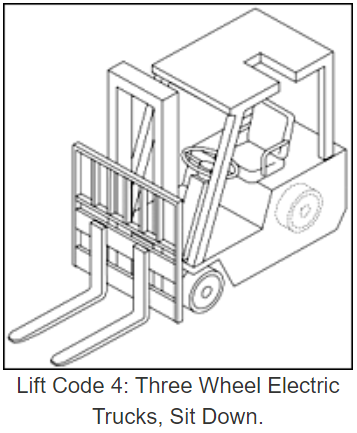 Lift Code 4: Three Wheel Electric
Trucks, Sit Down.